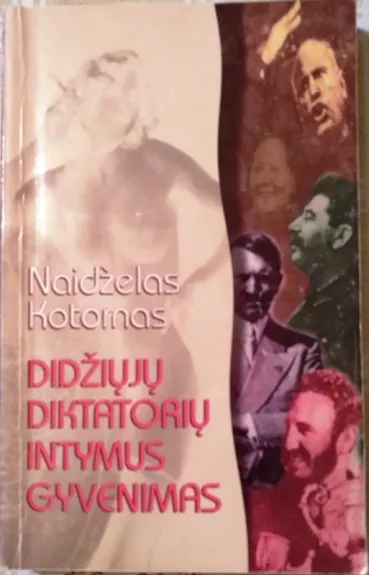 Naidželas
Kotornas
DIDŽIŲJŲ
DIKTATORIŲ
INTYMUS
GYVENIMAS